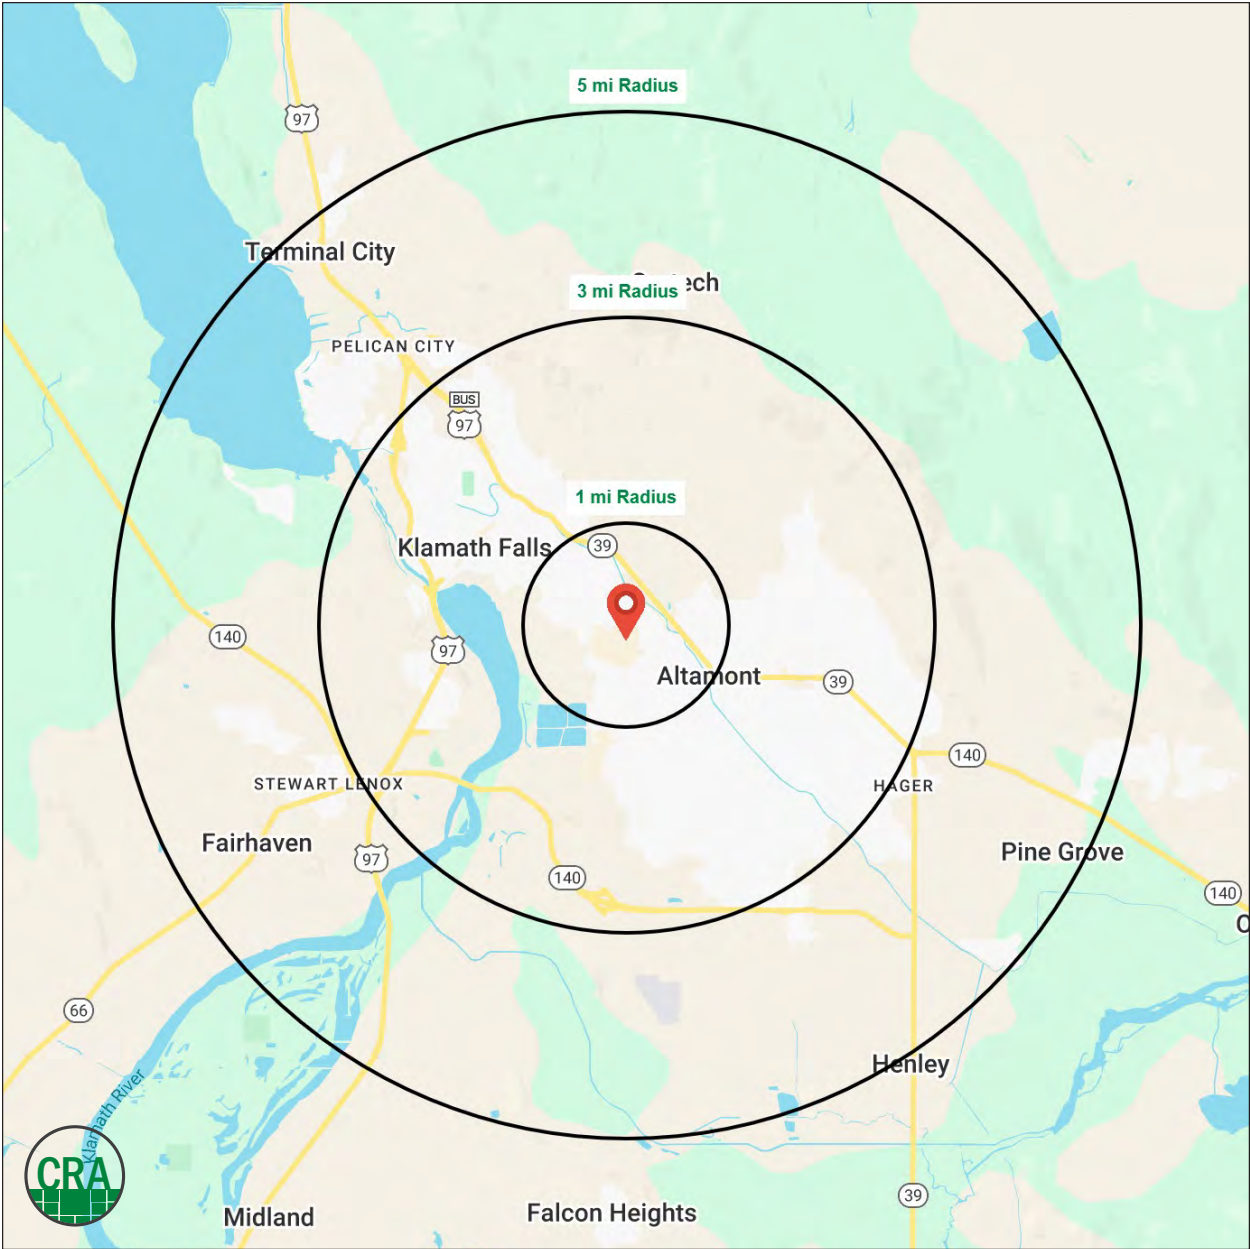 5 mi Radius
97
Terminal City
ech
3 mi Radius
PELICAN CITY
BUS
97
1 mi Radius
Klamath Falls
39
140
97
Altamont
39
140
STEWART LENOX
HAGER
Fairhaven
97
Pine Grove
140
140
66
Henley
Klamath River
CRA
39
Midland
Falcon Heights